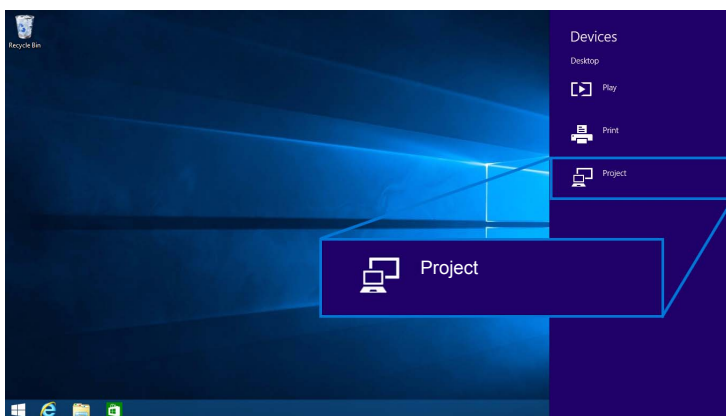 Recycle Bin
Devices
Desktop
Play
Print
Project
Project